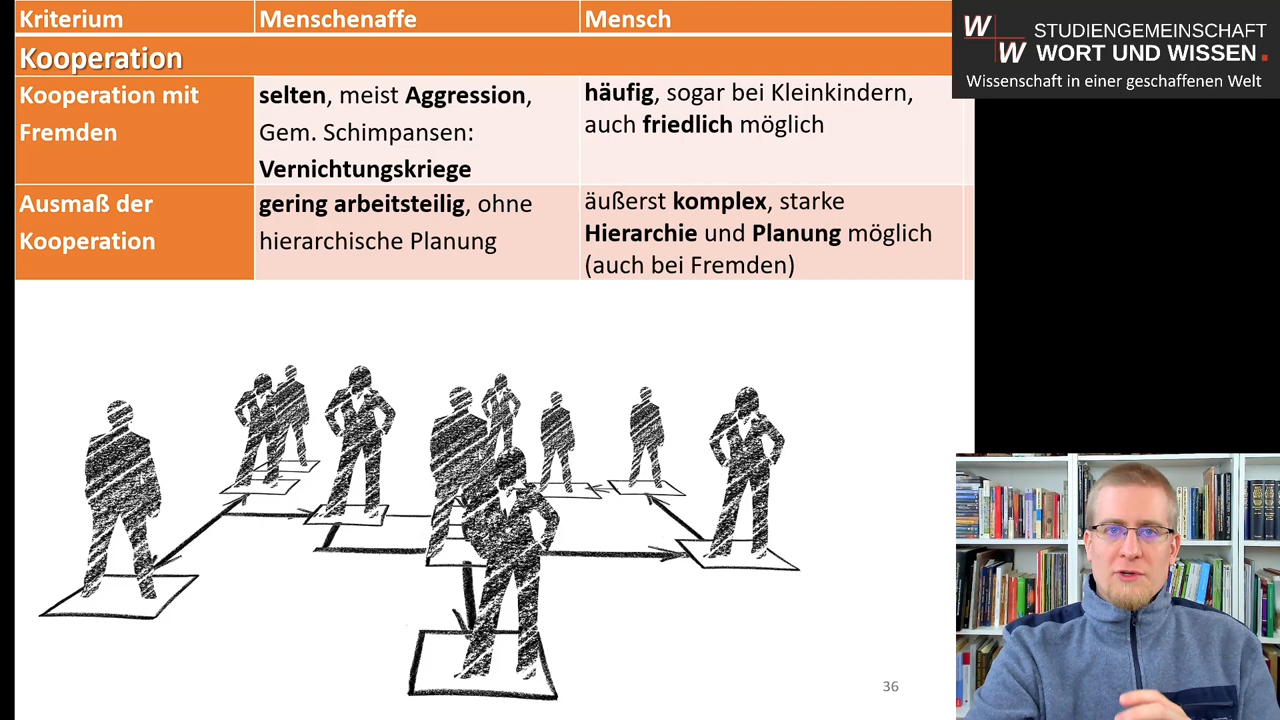 Kriterium
Menschenaffe
Mensch
Kooperation
Kooperation mit
Fremden
selten, meist Aggression,
Gem. Schimpansen:
Vernichtungskriege
häufig, sogar bei Kleinkindern,
auch friedlich möglich
Ausmaß der
Kooperation
gering arbeitsteilig, ohne
hierarchische Planung
äußerst komplex, starke
Hierarchie und Planung möglich
(auch bei Fremden)
36
W
W
STUDIENGEMEINSCHAFT
WORT UND WISSEN.
Wissenschaft in einer geschaffenen Welt